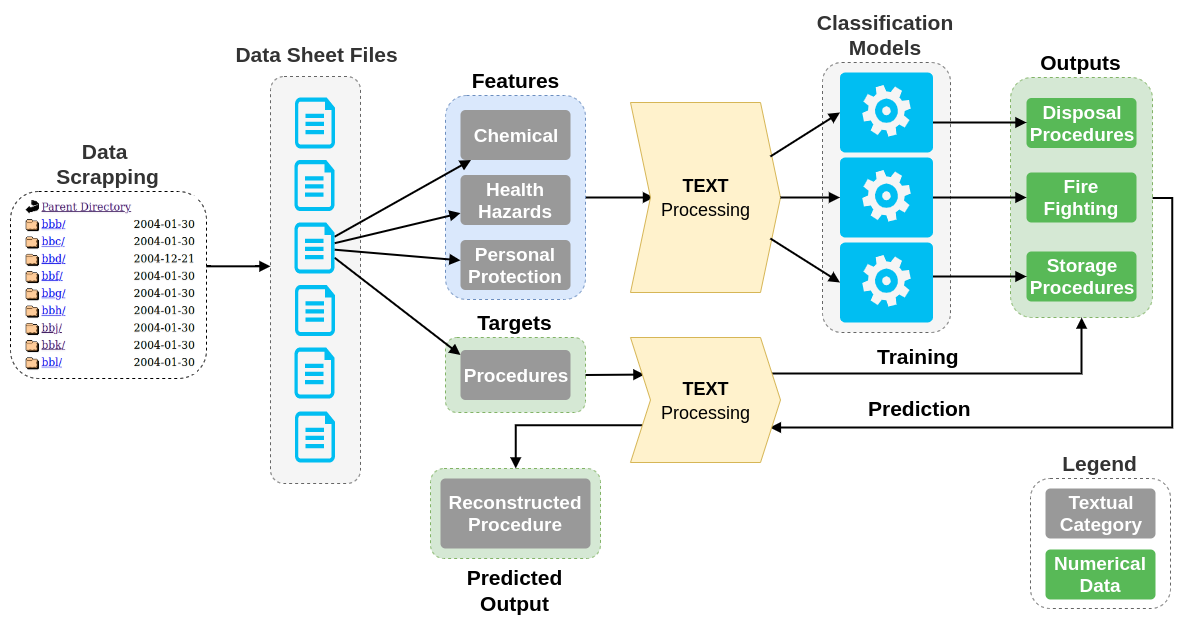 Data
Scrapping
Parent Directory
bbb/ 2004-01-30
bbc/ 2004-01-30
bbd/ 2004-12-21
bbf/ 2004-01-30
bbg/ 2004-01-30
bbh/ 2004-01-30
bbj/ 2004-01-30
bbk/ 2004-01-30
bbl/ 2004-01-30
Data Sheet Files
Features
Chemical
Health
Hazards
Personal
Protection
Targets
Procedures
TEXT
Processing
TEXT
Processing
Classification
Models
Outputs
Disposal
Procedures
Fire
Fighting
Storage
Procedures
Training
Prediction
Reconstructed
Procedure
Predicted
Output
Legend
Textual
Category
Numerical
Data